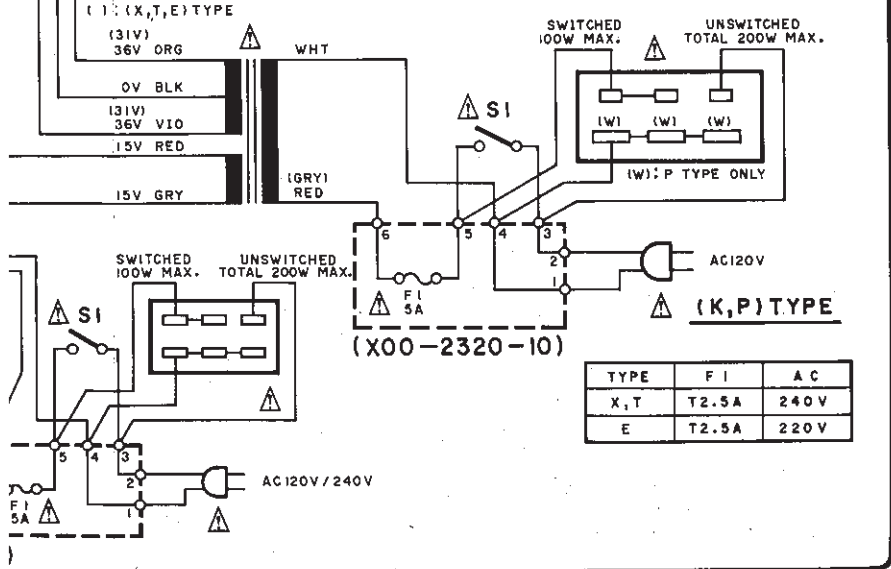 ( ) : (X,T,E) TYPE
(31V)
36V ORG
0V BLK
(31V)
36V VIO
15V RED
15V GRY
WHT
(GRY)
RED
SWITCHED
100W MAX.
UNSWITCHED
TOTAL 200W MAX.
S1
(W) (W) (W)
(W): P TYPE ONLY
6 5 4 3
2
1
F1
5A
AC120V
(K,P) TYPE
(X00-2320-10)
SWITCHED
100W MAX.
UNSWITCHED
TOTAL 200W MAX.
S1
5 4 3
2
1
F1
5A
AC120V/240V
)
TYPE F1 AC
X,T T2.5A 240V
E T2.5A 220V